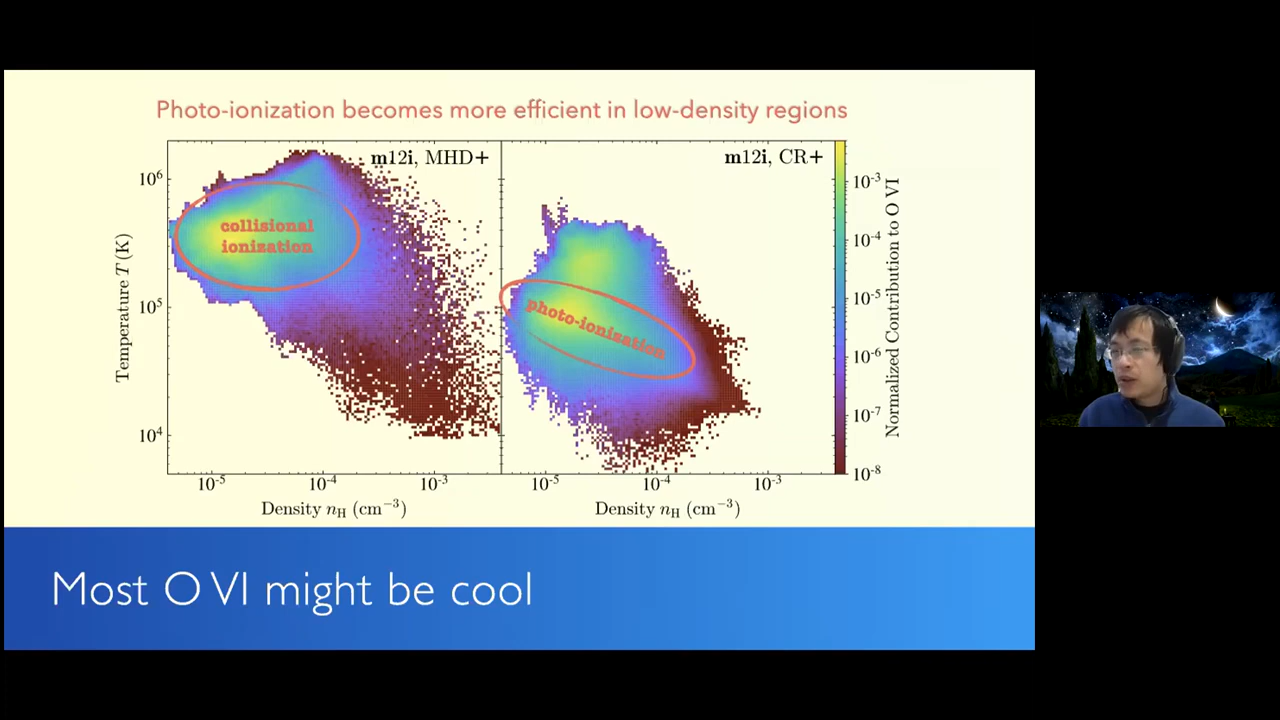 Photo-ionization becomes more efficient in low-density regions
m12i, MHD+
m12i, CR+
collisional
ionization
photo-ionization
Temperature T (K)
10⁶
10⁵
10⁴
10⁻⁵
10⁻⁴
10⁻³
Density n_H (cm⁻³)
10⁻⁵
10⁻⁴
10⁻³
Density n_H (cm⁻³)
10⁻³
10⁻⁴
10⁻⁵
10⁻⁶
10⁻⁷
10⁻⁸
Normalized Contribution to O VI
Most O VI might be cool